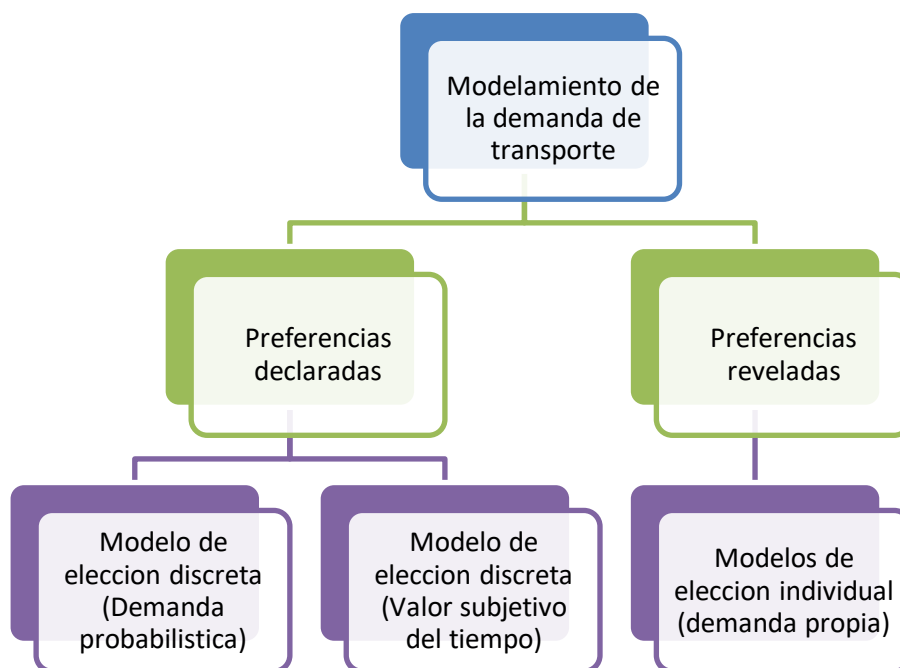 Modelamiento de
la demanda de
transporte
Preferencias
declaradas
Preferencias
reveladas
Modelo de
eleccion discreta
(Demanda
probabilistica)
Modelo de
eleccion discreta
(Valor subjetivo
del tiempo)
Modelos de
eleccion individual
(demanda propia)